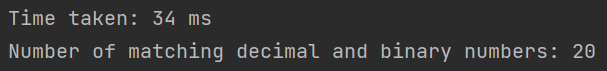 Time taken: 34 ms
Number of matching decimal and binary numbers: 20